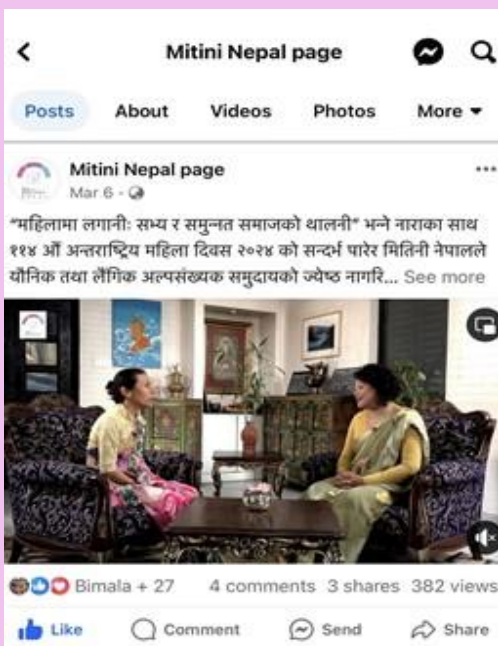 Mitini Nepal page
Posts About Videos Photos More
Mitini Nepal page
Mar 6
“महिलामा लगानीः सभ्य र समुन्नत समाजको थालनी" भन्ने नाराका साथ
११४ औँ अन्तराष्ट्रिय महिला दिवस २०२४ को सन्दर्भ पारेर मितिनी नेपालले
यौनिक तथा लैंगिक अल्पसंख्यक समुदायको ज्येष्ठ नागरि... See more
Bimala + 27 4 comments 3 shares 382 views
Like Comment Send Share